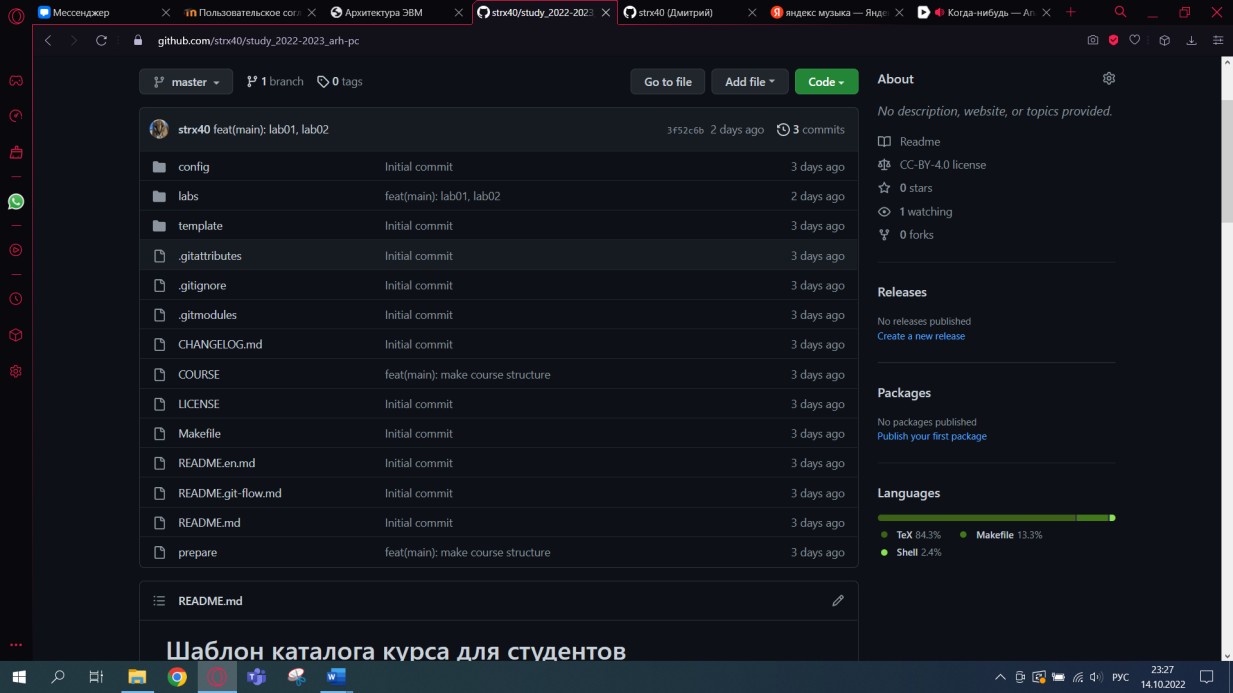 Мессенджер
Пользовательское согл
Архитектура ЭВМ
strx40/study_2022-2023
strx40 (Дмитрий)
яндекс музыка — Янде
Когда-нибудь — An
github.com/strx40/study_2022-2023_arh-pc
master
1 branch
0 tags
Go to file
Add file
Code
About
No description, website, or topics provided.
strx40 feat(main): lab01, lab02
3f52c6b 2 days ago
3 commits
Readme
CC-BY-4.0 license
0 stars
1 watching
0 forks
config Initial commit 3 days ago
labs feat(main): lab01, lab02 2 days ago
template Initial commit 3 days ago
.gitattributes Initial commit 3 days ago
.gitignore Initial commit 3 days ago
.gitmodules Initial commit 3 days ago
CHANGELOG.md Initial commit 3 days ago
COURSE feat(main): make course structure 3 days ago
LICENSE Initial commit 3 days ago
Makefile Initial commit 3 days ago
README.en.md Initial commit 3 days ago
README.git-flow.md Initial commit 3 days ago
README.md Initial commit 3 days ago
prepare feat(main): make course structure 3 days ago
Releases
No releases published
Create a new release
Packages
No packages published
Publish your first package
Languages
TeX 84.3%
Makefile 13.3%
Shell 2.4%
README.md
Шаблон каталога курса для студентов
РУС
23:27
14.10.2022